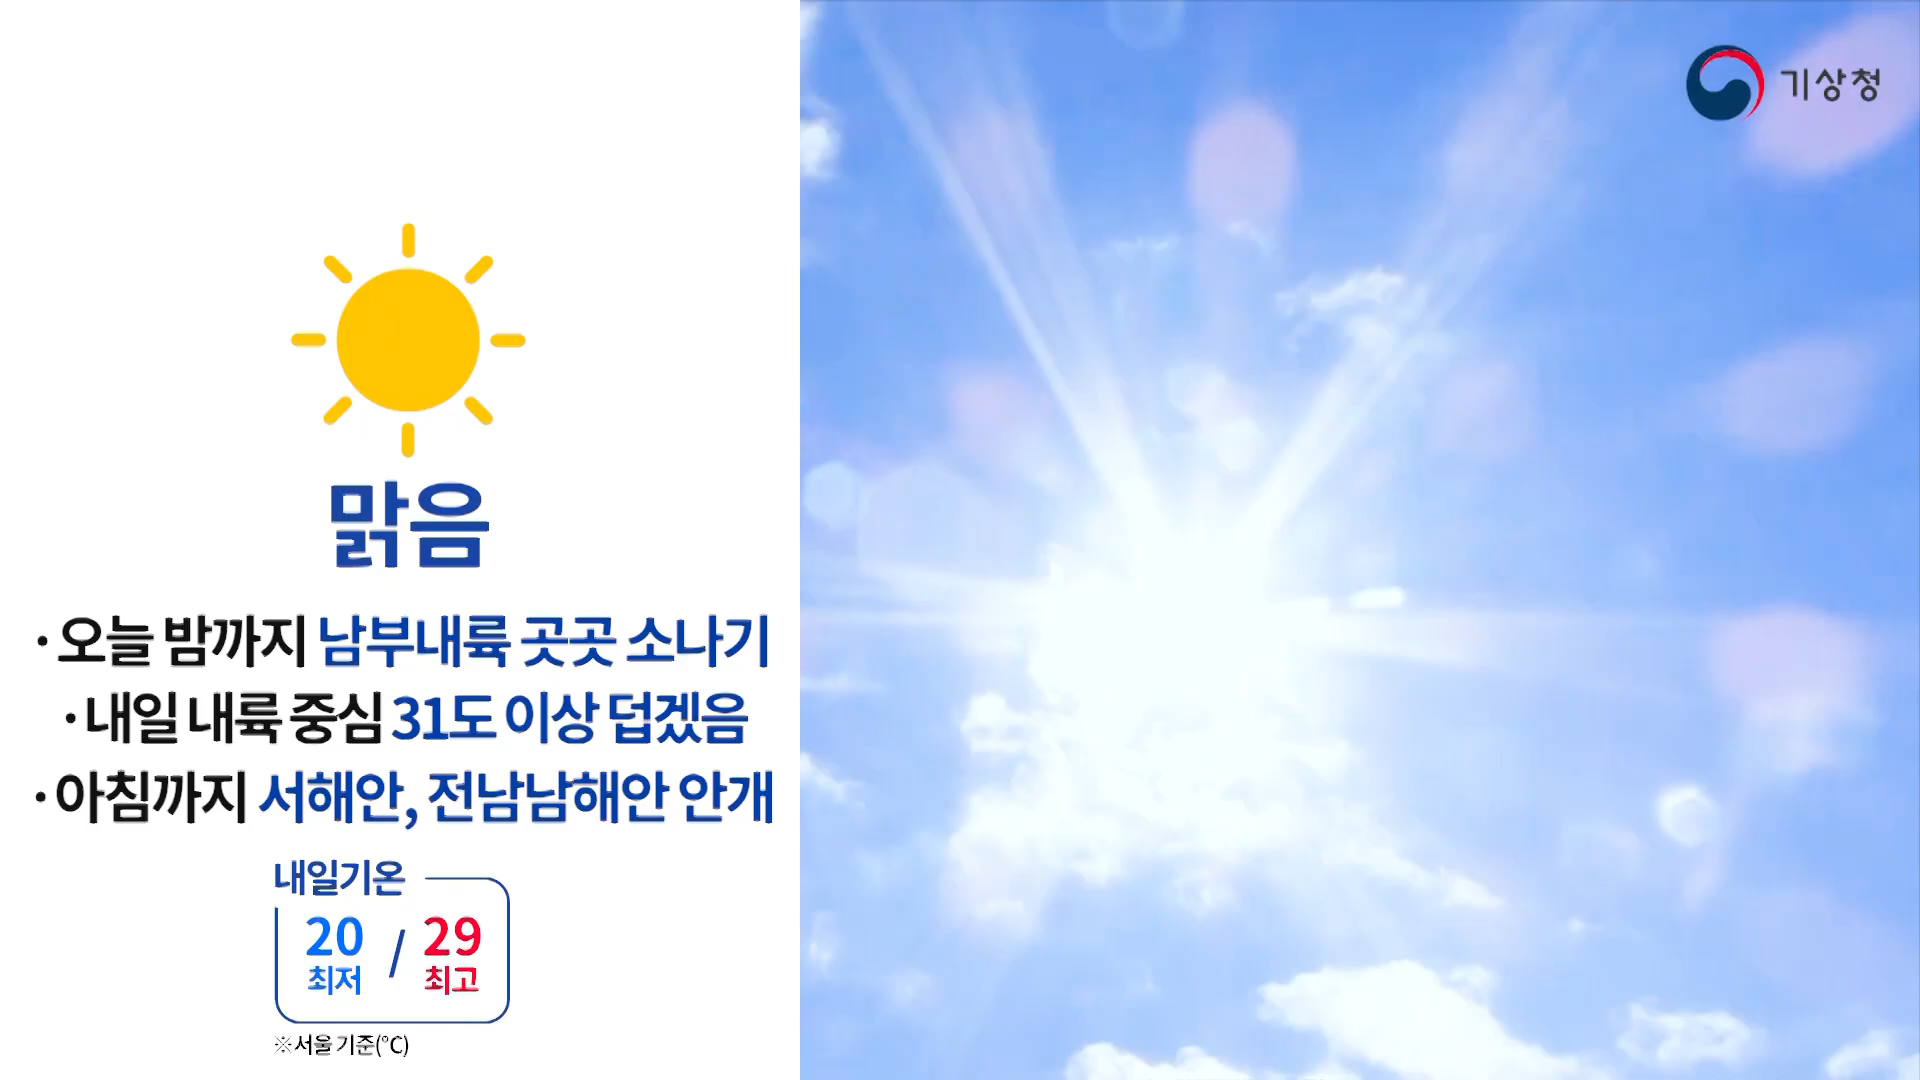 기상청
맑음
· 오늘 밤까지 남부내륙 곳곳 소나기
· 내일 내륙 중심 31도 이상 덥겠음
· 아침까지 서해안, 전남남해안 안개
내일기온
20 / 29
최저 최고
※서울 기준(℃)